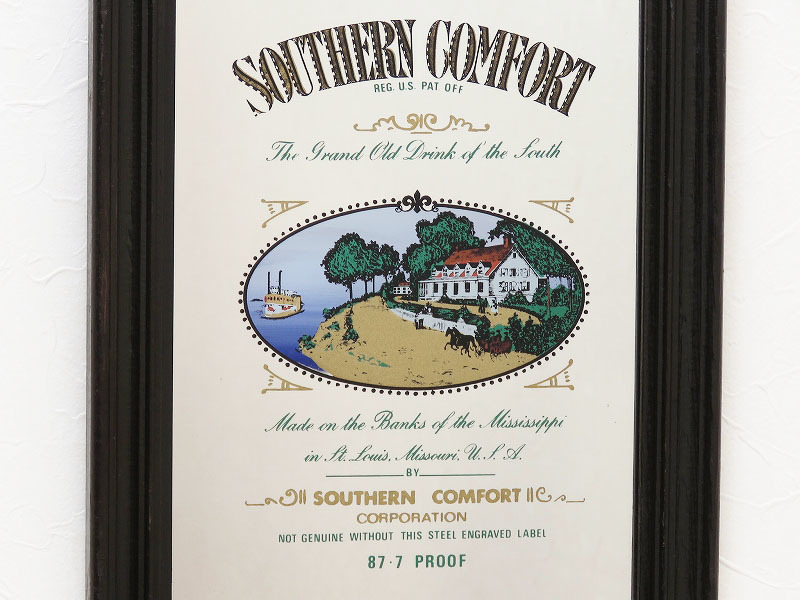 SOUTHERN COMFORT
REG. U.S. PAT OFF
The Grand Old Drink of the South
Made on the Banks of the Mississippi
in St. Louis, Missouri, U.S.A.
BY
SOUTHERN COMFORT
CORPORATION
NOT GENUINE WITHOUT THIS STEEL ENGRAVED LABEL
87·7 PROOF